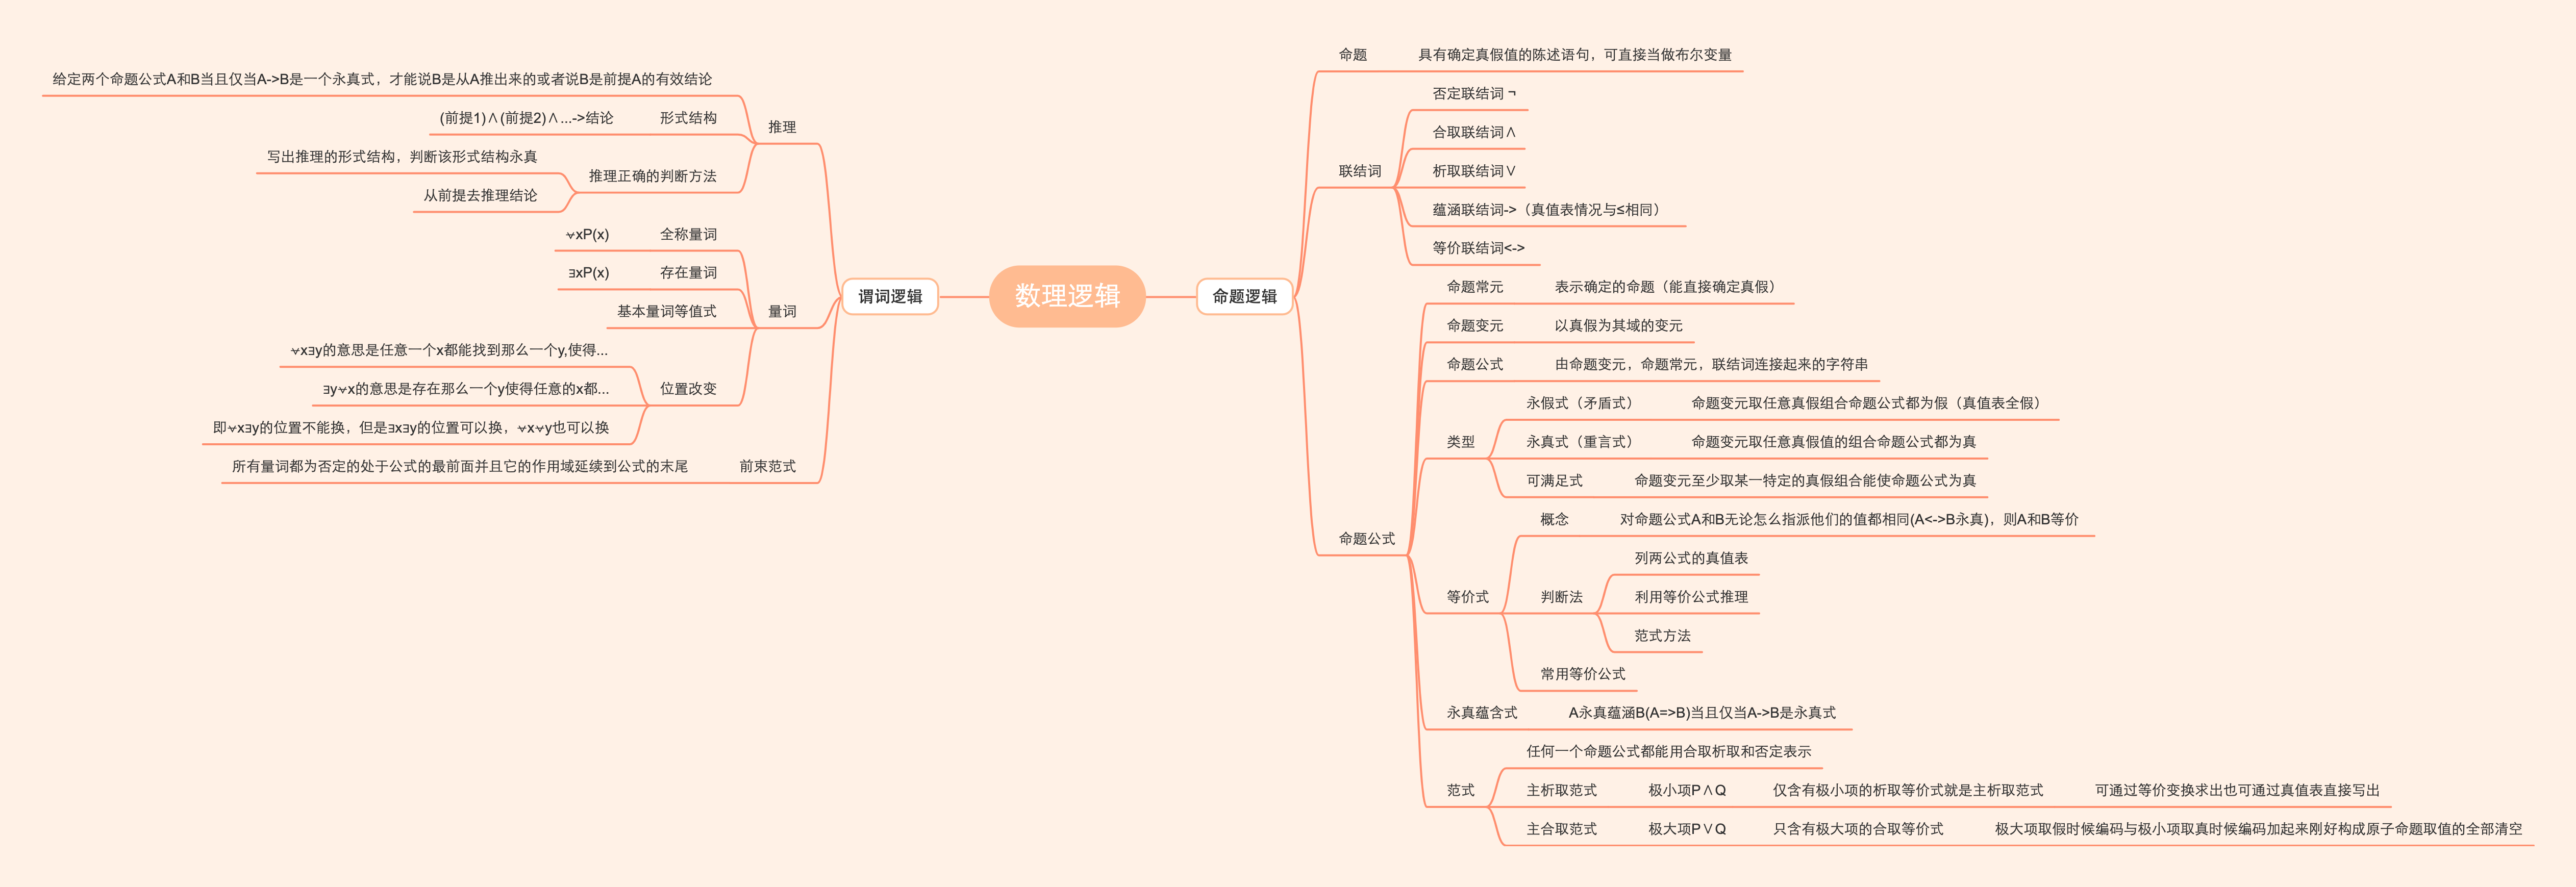 数理逻辑
命题逻辑
命题
具有确定真假值的陈述语句，可直接当做布尔变量
联结词
否定联结词 ¬
合取联结词∧
析取联结词∨
蕴涵联结词->（真值表情况与≤相同）
等价联结词<->
命题公式
命题常元
表示确定的命题（能直接确定真假）
命题变元
以真假为其域的变元
命题公式
由命题变元，命题常元，联结词连接起来的字符串
类型
永假式（矛盾式）
命题变元取任意真假组合命题公式都为假（真值表全假）
永真式（重言式）
命题变元取任意真假值的组合命题公式都为真
可满足式
命题变元至少取某一特定的真假组合能使命题公式为真
等价式
概念
对命题公式A和B无论怎么指派他们的值都相同(A<->B永真)，则A和B等价
判断法
列两公式的真值表
利用等价公式推理
范式方法
常用等价公式
永真蕴含式
A永真蕴涵B(A=>B)当且仅当A->B是永真式
范式
任何一个命题公式都能用合取析取和否定表示
主析取范式
极小项P∧Q
仅含有极小项的析取等价式就是主析取范式
可通过等价变换求出也可通过真值表直接写出
主合取范式
极大项P∨Q
只含有极大项的合取等价式
极大项取假时候编码与极小项取真时候编码加起来刚好构成原子命题取值的全部清空
谓词逻辑
推理
给定两个命题公式A和B当且仅当A->B是一个永真式，才能说B是从A推出来的或者说B是前提A的有效结论
形式结构
(前提1)∧(前提2)∧...->结论
推理正确的判断方法
写出推理的形式结构，判断该形式结构永真
从前提去推理结论
量词
全称量词
∀xP(x)
存在量词
∃xP(x)
基本量词等值式
位置改变
∀x∃y的意思是任意一个x都能找到那么一个y,使得...
∃y∀x的意思是存在那么一个y使得任意的x都...
即∀x∃y的位置不能换，但是∃x∃y的位置可以换，∀x∀y也可以换
前束范式
所有量词都为否定的处于公式的最前面并且它的作用域延续到公式的末尾